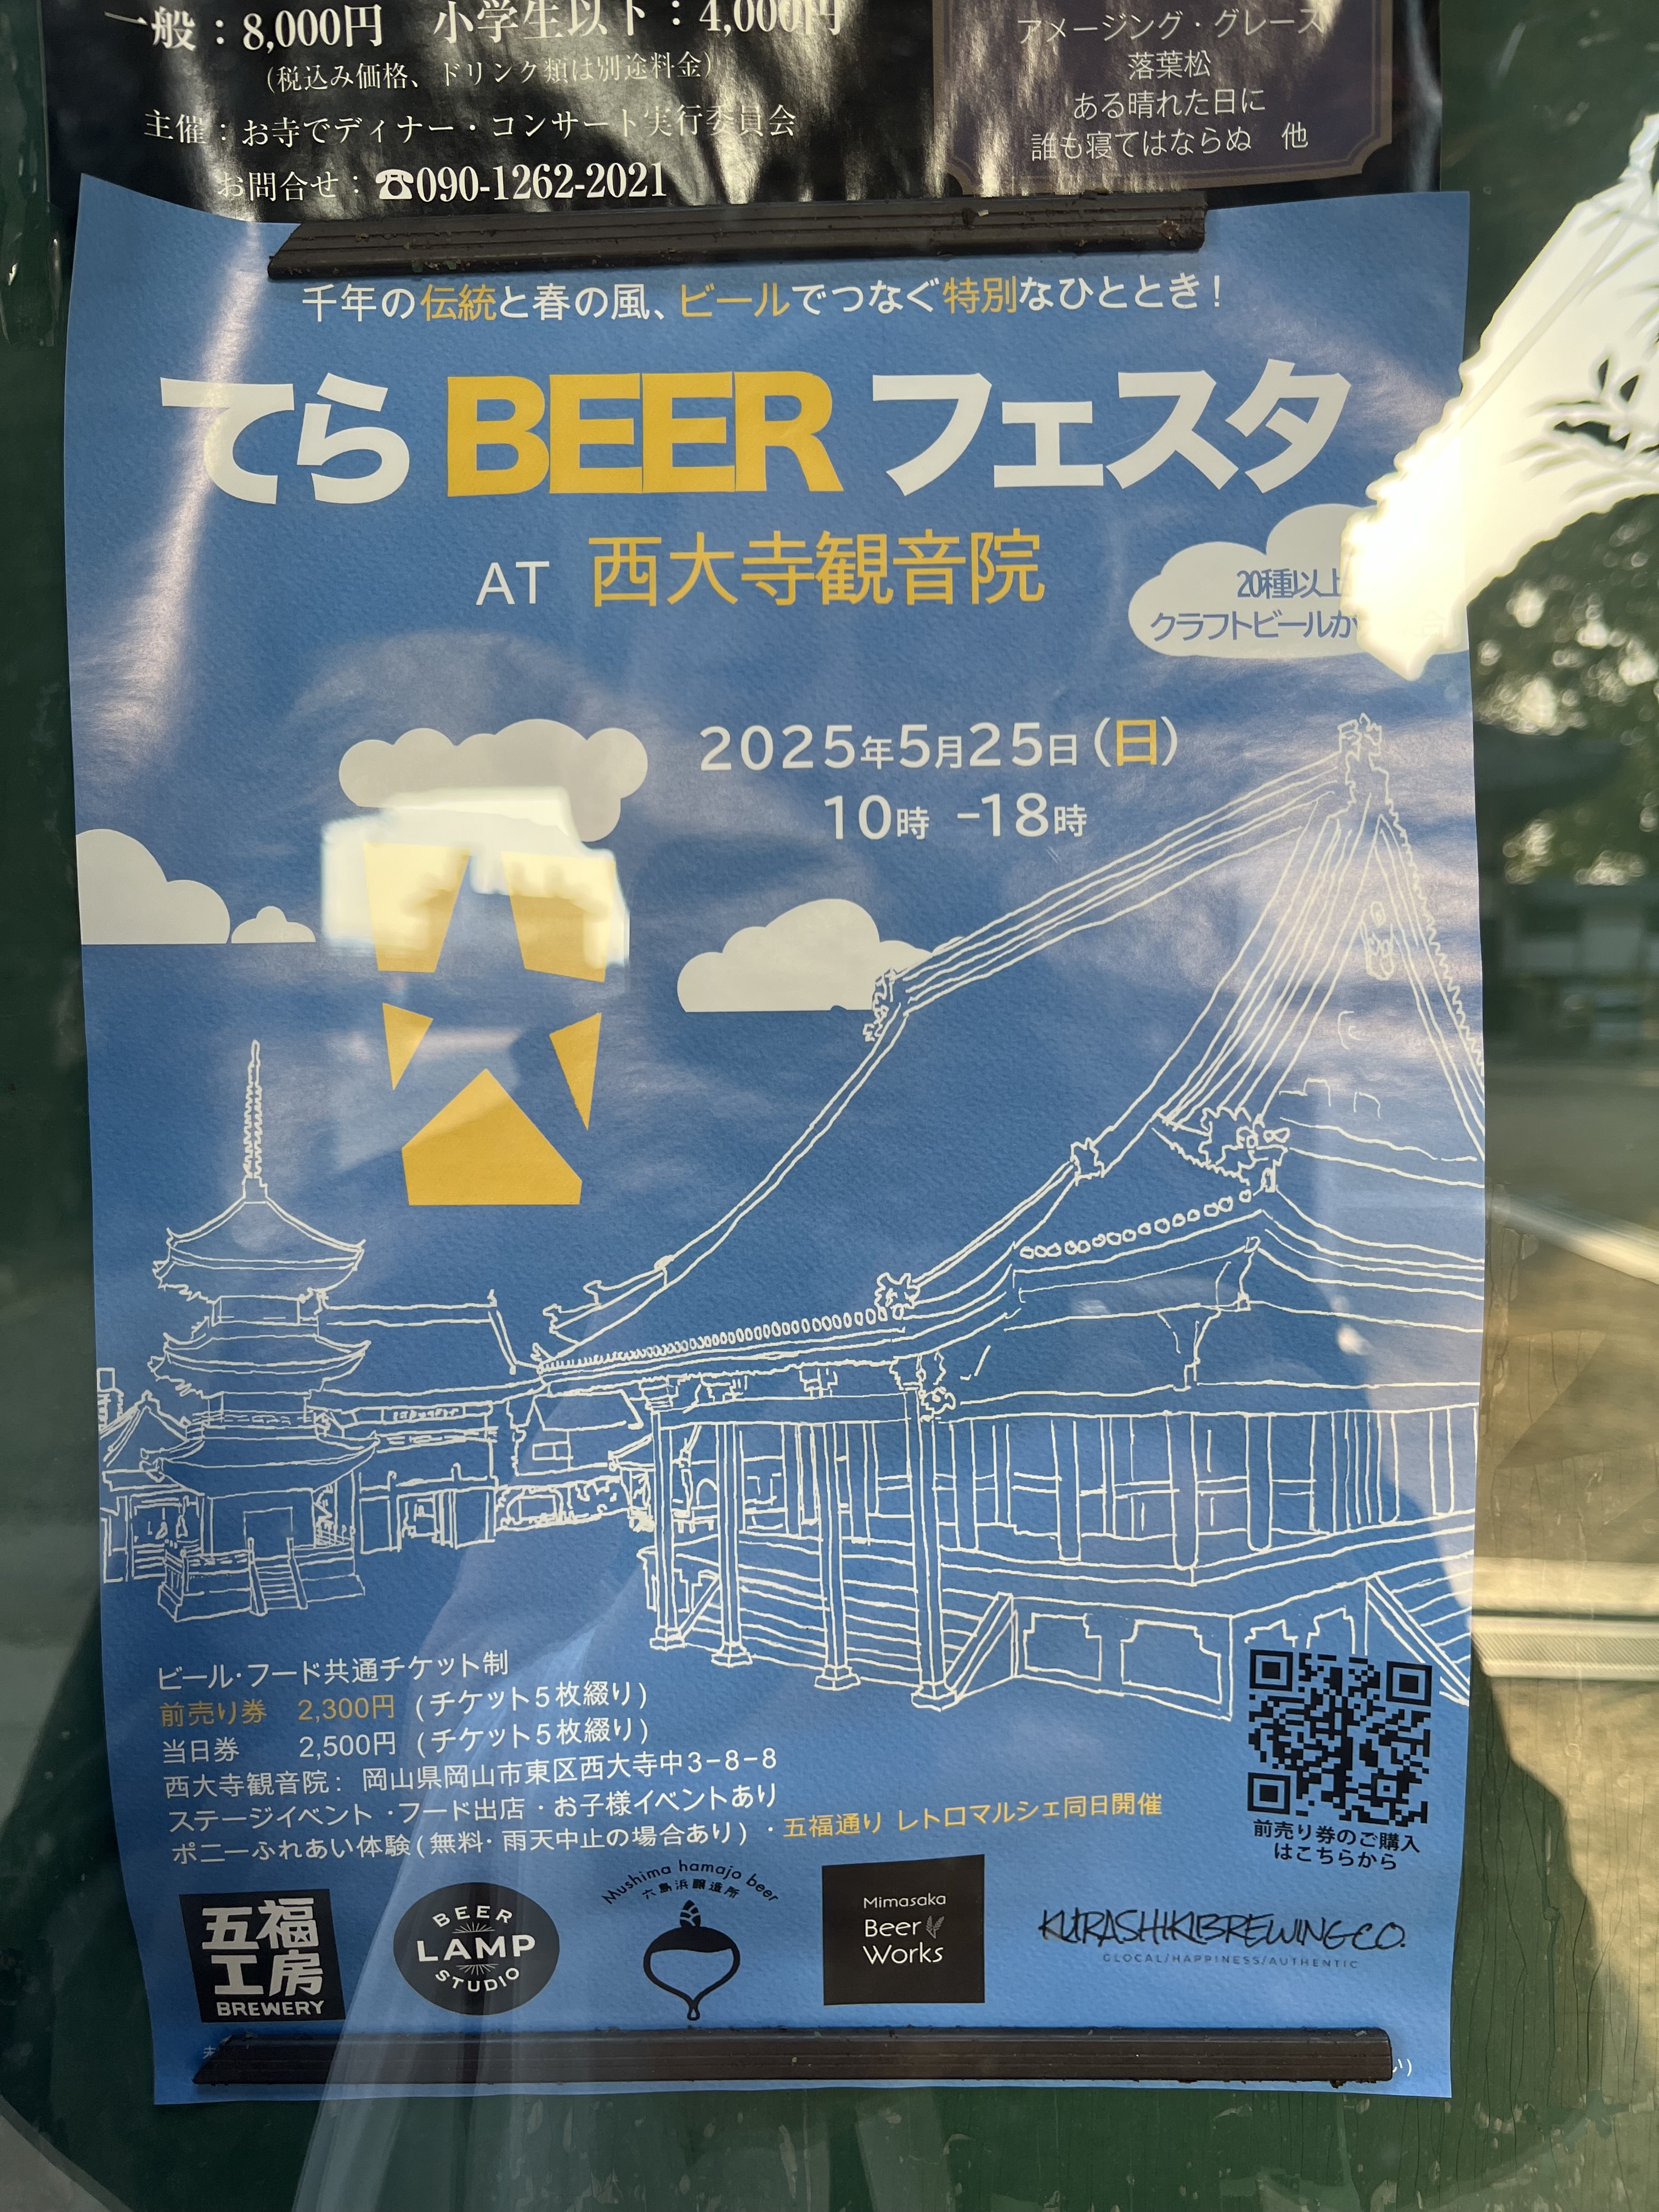 一般：8,000円　小学生以下：4,000円
（税込み価格、ドリンク類は別途料金）
主催：お寺でディナー・コンサート実行委員会
お問合せ：☎090-1262-2021
アメージング・グレース
落葉松
ある晴れた日に
誰も寝てはならぬ　他
千年の伝統と春の風、ビールでつなぐ特別なひととき！
てら BEER フェスタ
AT 西大寺観音院
20種以上
クラフトビールが
2025年5月25日（日）
10時 -18時
ビール・フード共通チケット制
前売り券　2,300円（チケット5枚綴り）
当日券　2,500円（チケット5枚綴り）
西大寺観音院： 岡山県岡山市東区西大寺中3-8-8
ステージイベント ・フード出店・お子様イベントあり
ポニーふれあい体験(無料・雨天中止の場合あり) ・五福通り レトロマルシェ同日開催
前売り券のご購入
はこちらから
五福
工房
BREWERY
BEER
LAMP
STUDIO
Mushima hamajo beer
六島浜醸造所
Mimasaka
Beer
Works
KURASHIKIBREWINGCO.
GLOCAL/HAPPINESS/AUTHENTIC
い)